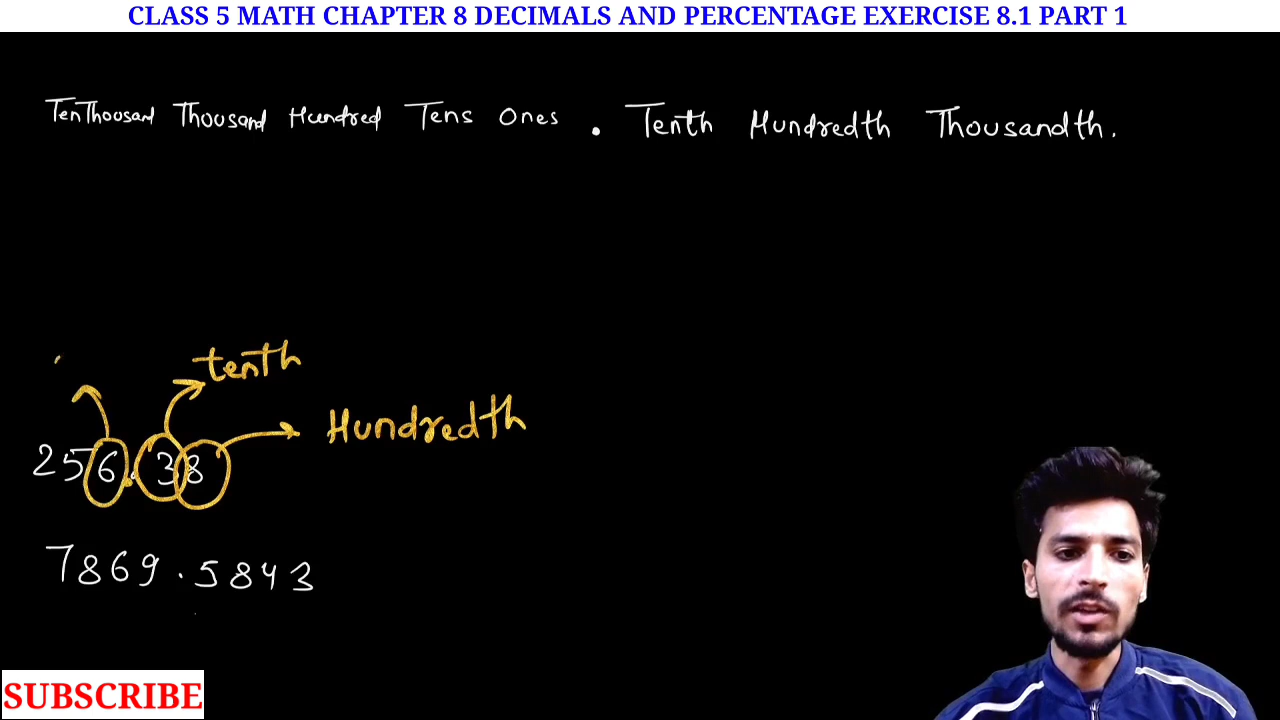 CLASS 5 MATH CHAPTER 8 DECIMALS AND PERCENTAGE EXERCISE 8.1 PART 1
TenThousand Thousand Hundred Tens Ones . Tenth Hundredth Thousandth.
tenth
Hundredth
256.38
7869.5843
SUBSCRIBE